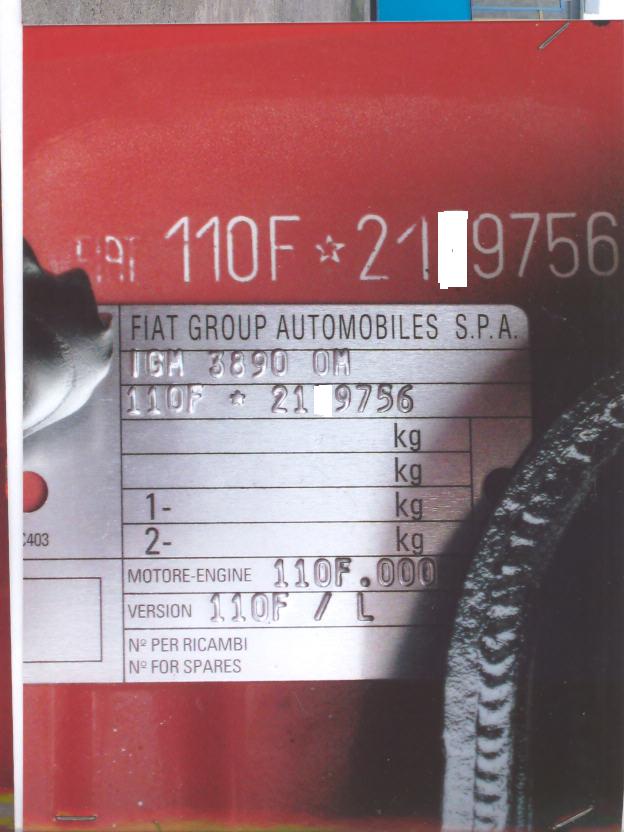 FIAT 110F ☆ 21 9756
FIAT GROUP AUTOMOBILES S.P.A.
IGM 3890 OM
110F ☆ 21 9756
kg
kg
1- kg
2- kg
C403
MOTORE-ENGINE 110F.000
VERSION 110F / L
Nº PER RICAMBI
Nº FOR SPARES